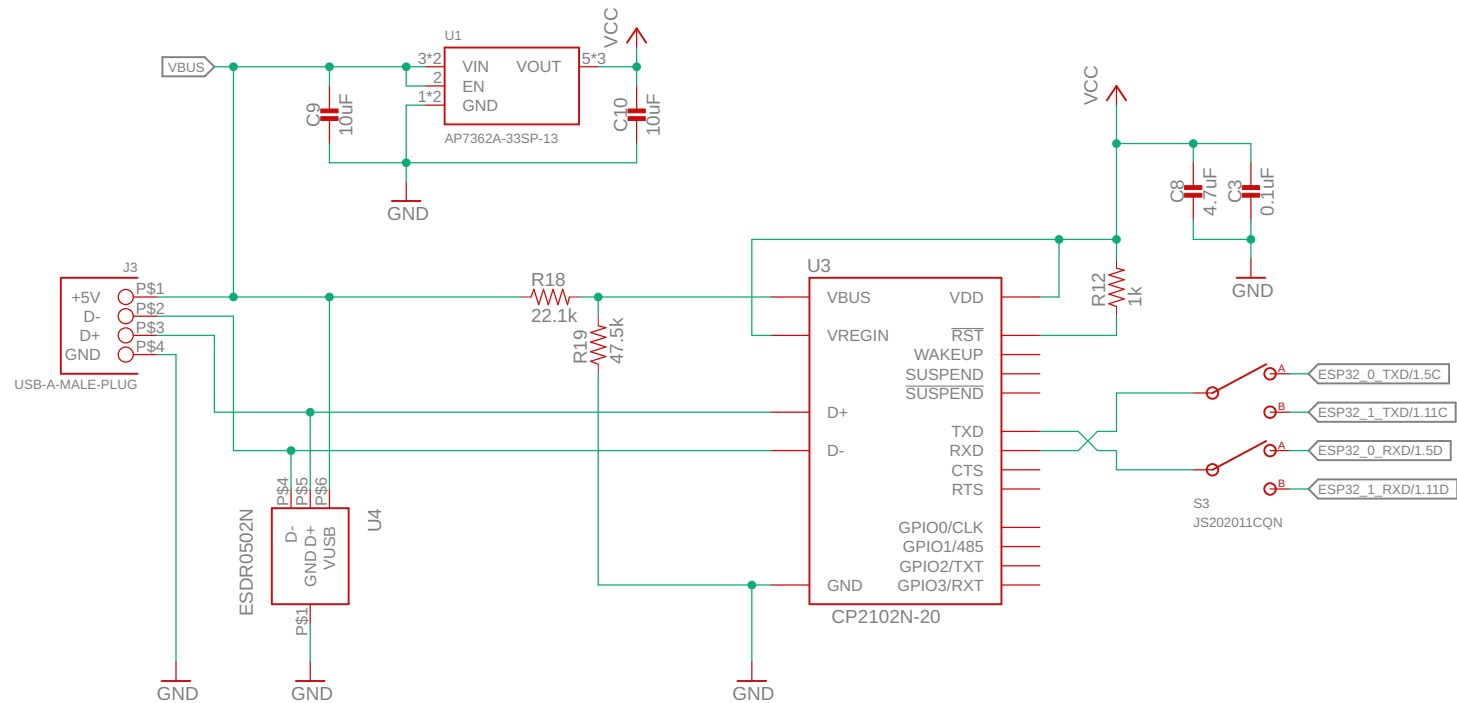 U1
VCC
VBUS
3*2
VIN
VOUT
5*3
2
EN
1*2
GND
C9
10uF
C10
10uF
AP7362A-33SP-13
GND
VCC
C8
4.7uF
C3
0.1uF
GND
J3
+5V
P$1
D-
P$2
D+
P$3
GND
P$4
USB-A-MALE-PLUG
R18
22.1k
R19
47.5k
U3
VBUS
VDD
VREGIN
RST
WAKEUP
SUSPEND
SUSPEND
D+
TXD
D-
RXD
CTS
RTS
GPIO0/CLK
GPIO1/485
GPIO2/TXT
GND
GPIO3/RXT
CP2102N-20
R12
1k
A
ESP32_0_TXD/1.5C
B
ESP32_1_TXD/1.11C
A
ESP32_0_RXD/1.5D
B
ESP32_1_RXD/1.11D
S3
JS202011CQN
P$4
P$5
P$6
ESDR0502N
D-
GND D+
VUSB
U4
P$1
GND
GND
GND